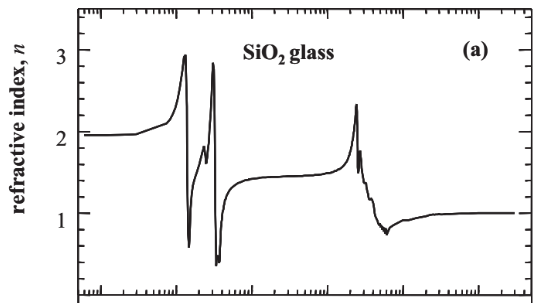 3
SiO₂ glass
(a)
2
1
refractive index, n